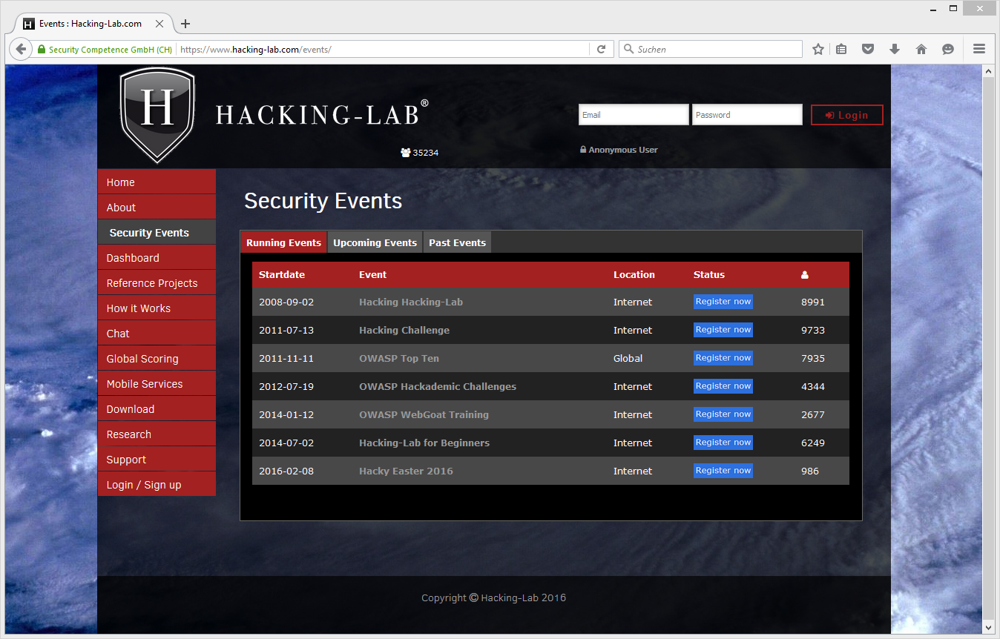 Events : Hacking-Lab.com
Security Competence GmbH (CH) https://www.hacking-lab.com/events/ Suchen
H HACKING-LAB®
Email Password Login
35234 Anonymous User
Home
About
Security Events
Dashboard
Reference Projects
How it Works
Chat
Global Scoring
Mobile Services
Download
Research
Support
Login / Sign up
Security Events
Running Events Upcoming Events Past Events
Startdate Event Location Status
2008-09-02 Hacking Hacking-Lab Internet Register now 8991
2011-07-13 Hacking Challenge Internet Register now 9733
2011-11-11 OWASP Top Ten Global Register now 7935
2012-07-19 OWASP Hackademic Challenges Internet Register now 4344
2014-01-12 OWASP WebGoat Training Internet Register now 2677
2014-07-02 Hacking-Lab for Beginners Internet Register now 6249
2016-02-08 Hacky Easter 2016 Internet Register now 986
Copyright © Hacking-Lab 2016